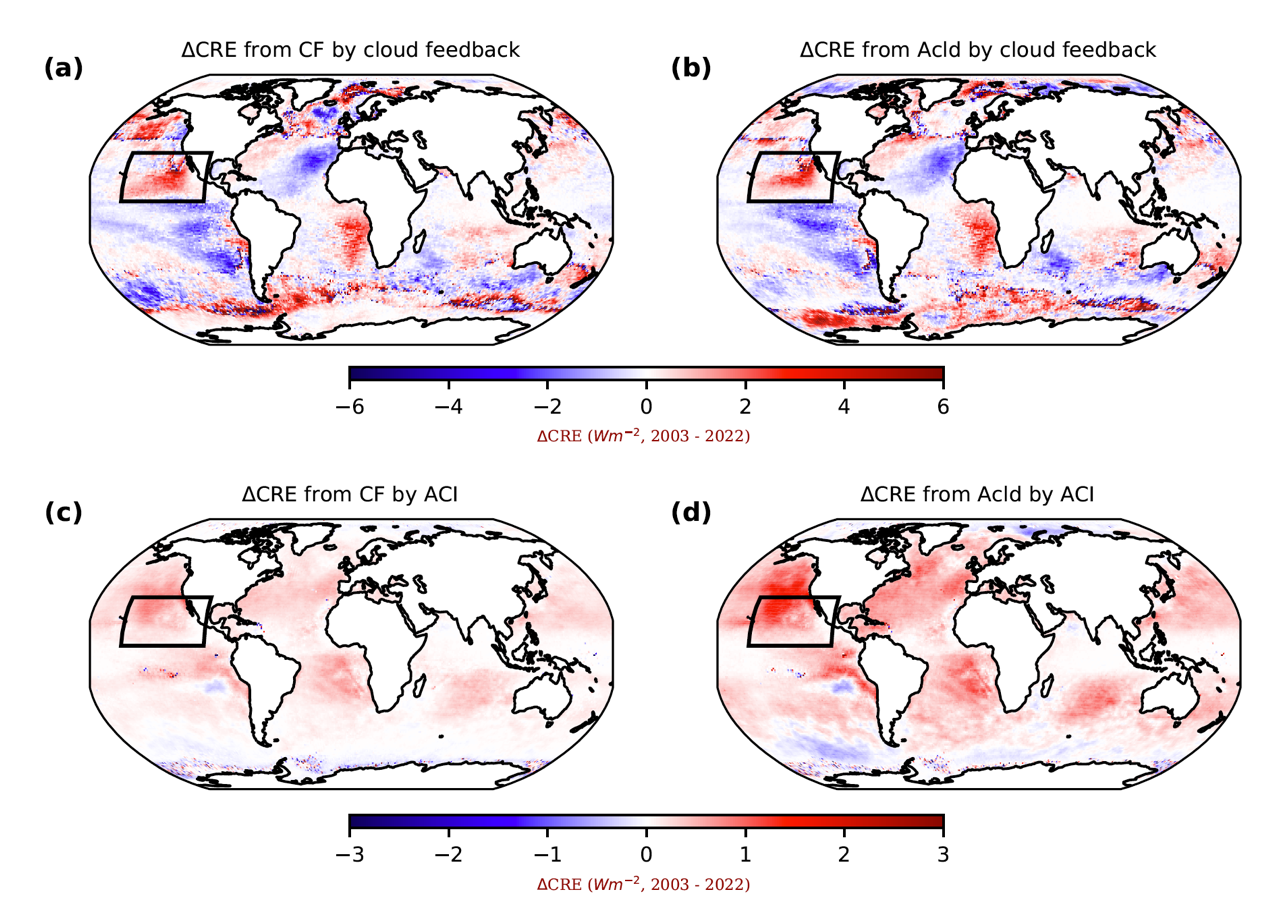 ΔCRE from CF by cloud feedback
(a)
ΔCRE from Acld by cloud feedback
(b)
−6 −4 −2 0 2 4 6
ΔCRE (Wm⁻², 2003 - 2022)
ΔCRE from CF by ACI
(c)
ΔCRE from Acld by ACI
(d)
−3 −2 −1 0 1 2 3
ΔCRE (Wm⁻², 2003 - 2022)